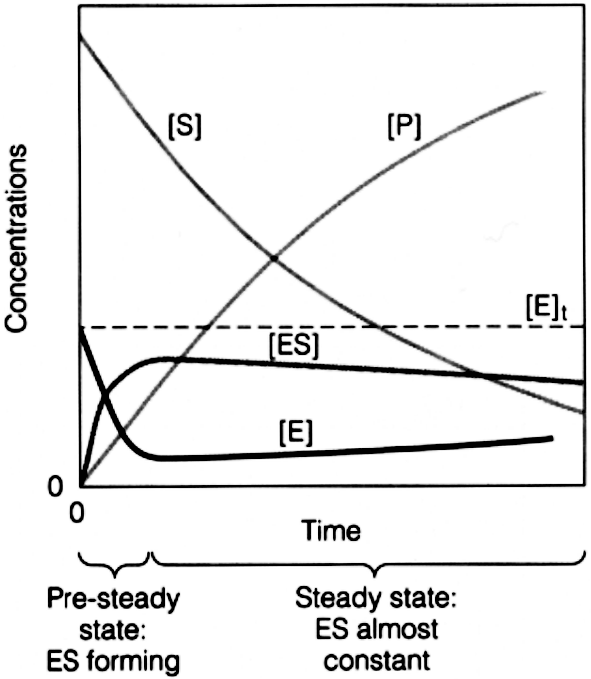 [S]
[P]
Concentrations
[E]t
[ES]
[E]
0
0
Time
Pre-steady
state:
ES forming
Steady state:
ES almost
constant